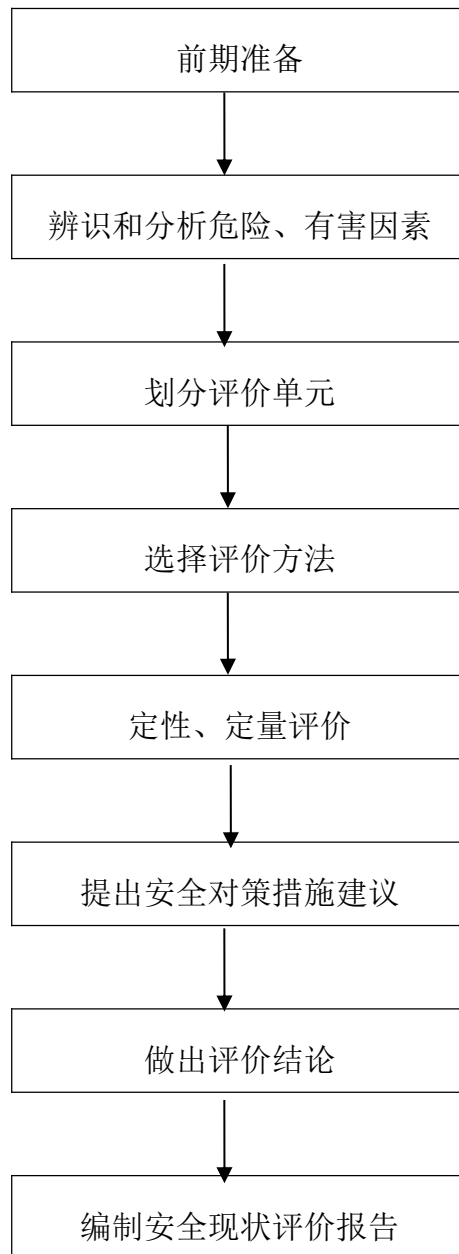 前期准备
辨识和分析危险、有害因素
划分评价单元
选择评价方法
定性、定量评价
提出安全对策措施建议
做出评价结论
编制安全现状评价报告